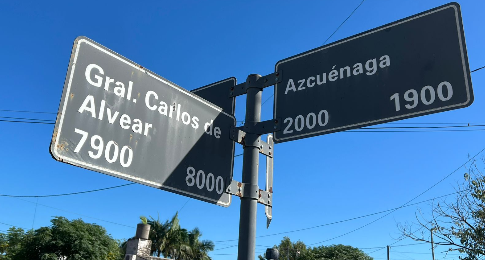 Gral. Carlos de
Alvear
7900 8000
Azcuénaga
2000 1900